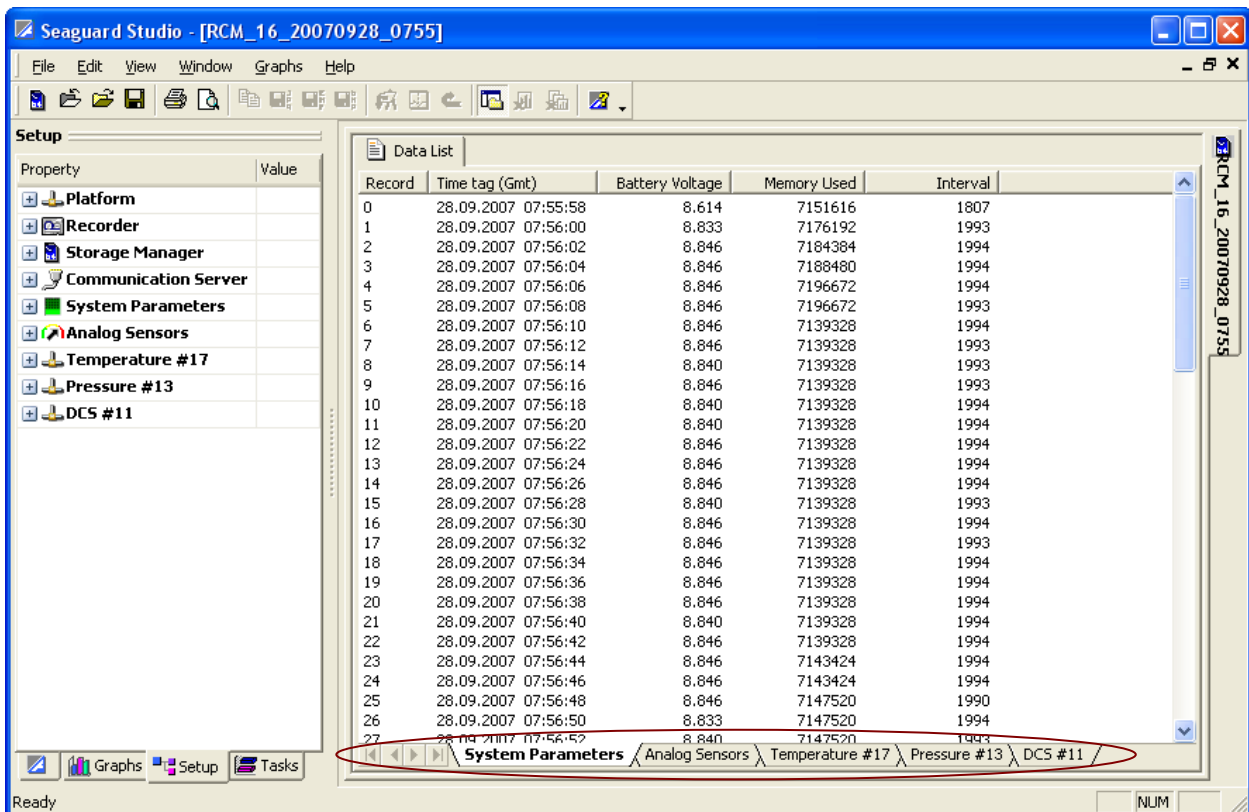 Seaguard Studio - [RCM_16_20070928_0755]
File Edit View Window Graphs Help
Setup
Property Value
Platform
Recorder
Storage Manager
Communication Server
System Parameters
Analog Sensors
Temperature #17
Pressure #13
DCS #11
Graphs Setup Tasks
Data List
Record Time tag (Gmt) Battery Voltage Memory Used Interval
0 28.09.2007 07:55:58 8.614 7151616 1807
1 28.09.2007 07:56:00 8.833 7176192 1993
2 28.09.2007 07:56:02 8.846 7184384 1994
3 28.09.2007 07:56:04 8.846 7188480 1994
4 28.09.2007 07:56:06 8.846 7196672 1994
5 28.09.2007 07:56:08 8.846 7196672 1993
6 28.09.2007 07:56:10 8.846 7139328 1994
7 28.09.2007 07:56:12 8.846 7139328 1993
8 28.09.2007 07:56:14 8.840 7139328 1993
9 28.09.2007 07:56:16 8.846 7139328 1993
10 28.09.2007 07:56:18 8.840 7139328 1994
11 28.09.2007 07:56:20 8.840 7139328 1994
12 28.09.2007 07:56:22 8.846 7139328 1994
13 28.09.2007 07:56:24 8.846 7139328 1994
14 28.09.2007 07:56:26 8.846 7139328 1994
15 28.09.2007 07:56:28 8.840 7139328 1993
16 28.09.2007 07:56:30 8.846 7139328 1994
17 28.09.2007 07:56:32 8.846 7139328 1993
18 28.09.2007 07:56:34 8.846 7139328 1994
19 28.09.2007 07:56:36 8.846 7139328 1994
20 28.09.2007 07:56:38 8.846 7139328 1994
21 28.09.2007 07:56:40 8.840 7139328 1994
22 28.09.2007 07:56:42 8.846 7139328 1994
23 28.09.2007 07:56:44 8.846 7143424 1994
24 28.09.2007 07:56:46 8.846 7143424 1994
25 28.09.2007 07:56:48 8.846 7147520 1990
26 28.09.2007 07:56:50 8.833 7147520 1994
27 28.09.2007 07:56:52 8.840 7147520 1993
System Parameters Analog Sensors Temperature #17 Pressure #13 DCS #11
RCM_16_20070928_0755
Ready NUM